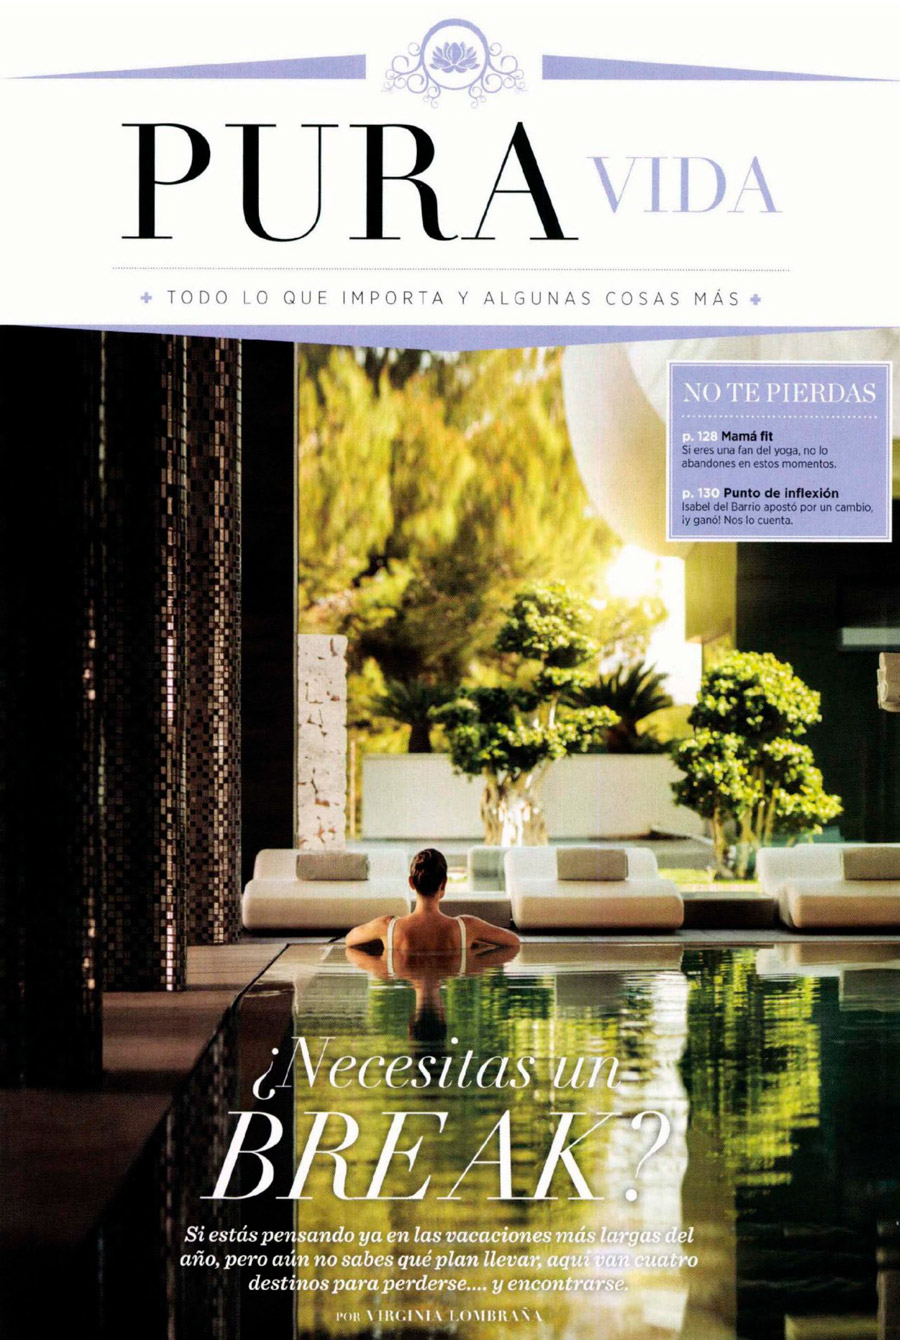 PURA VIDA
TODO LO QUE IMPORTA Y ALGUNAS COSAS MÁS
NO TE PIERDAS
p. 128 Mamá fit
Si eres una fan del yoga, no lo
abandones en estos momentos.
p. 130 Punto de inflexión
Isabel del Barrio apostó por un cambio,
¡y ganó! Nos lo cuenta.
¿Necesitas un
BREAK?
Si estás pensando ya en las vacaciones más largas del
año, pero aún no sabes qué plan llevar, aquí van cuatro
destinos para perderse.... y encontrarse.
POR VIRGINIA LOMBRAÑA